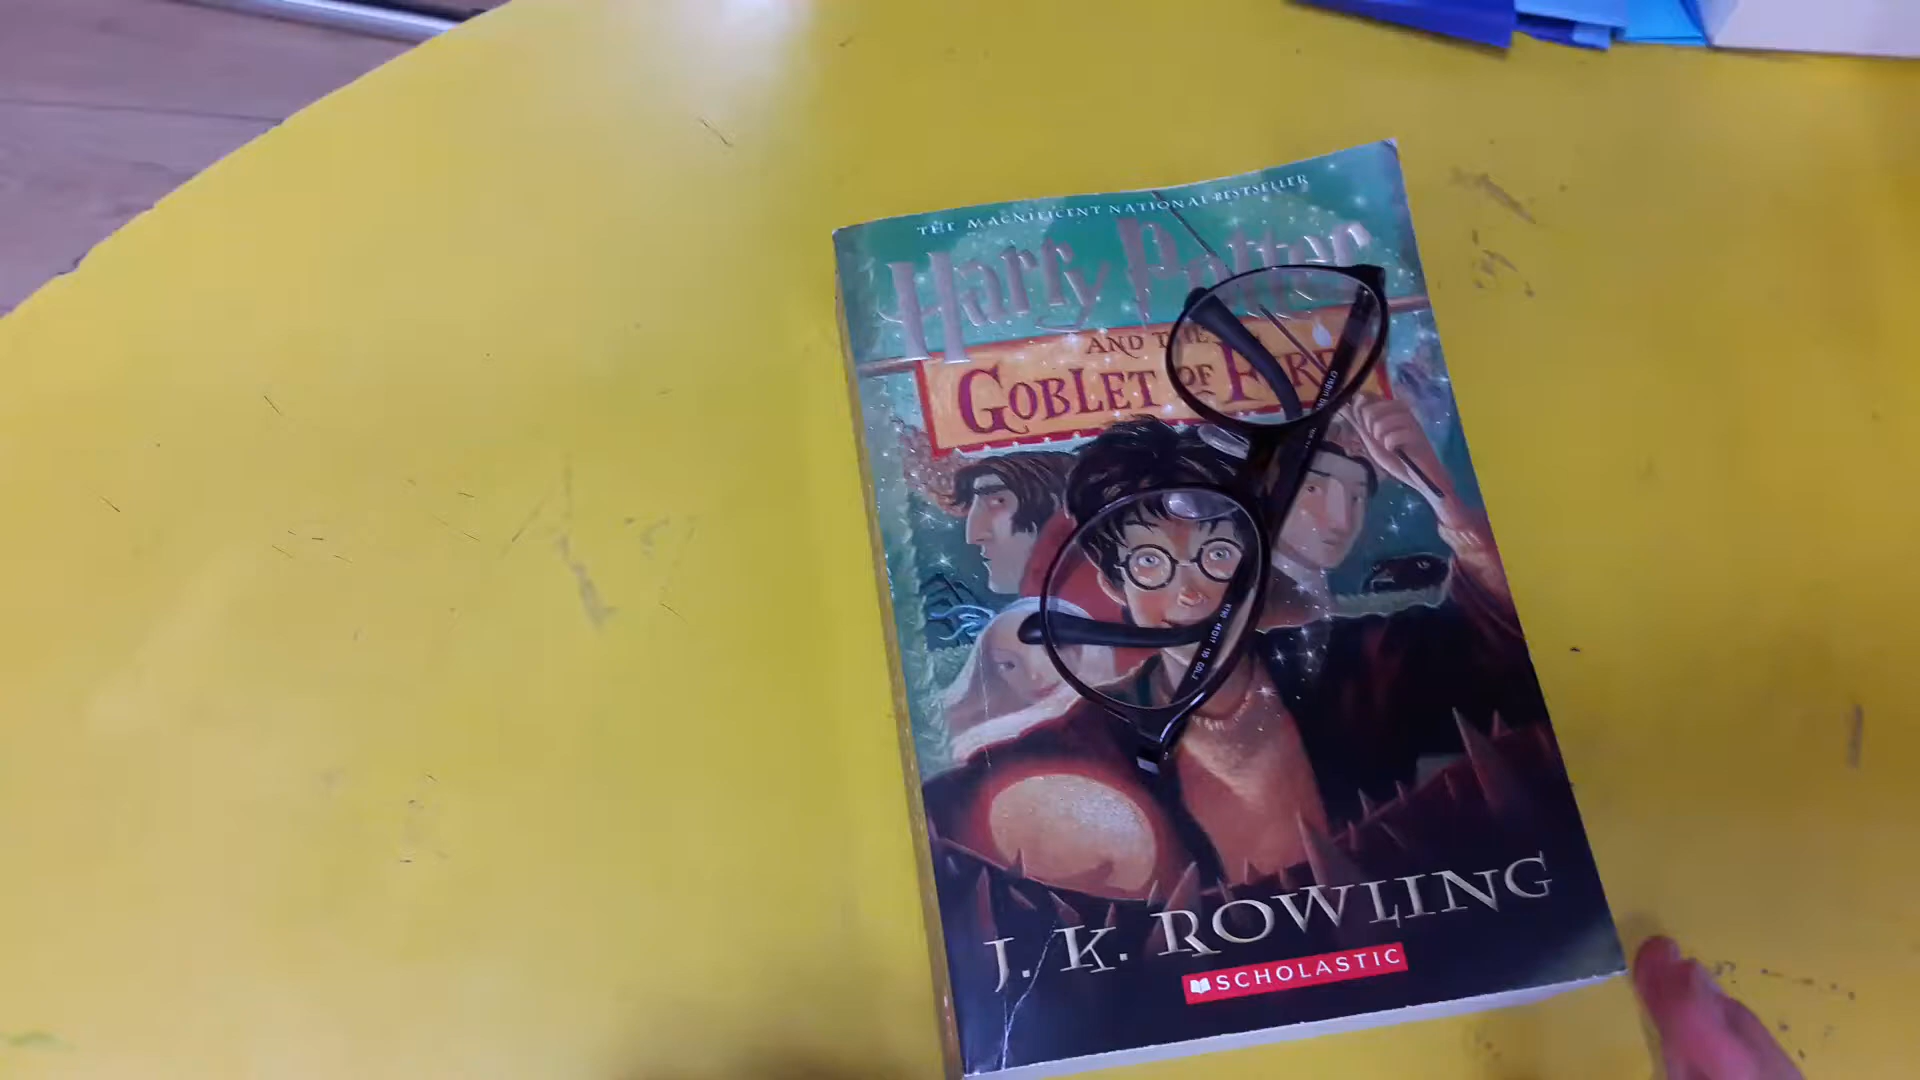 THE MAGNIFICENT NATIONAL BESTSELLER
Harry Potter
AND THE
GOBLET OF FIRE
J. K. ROWLING
SCHOLASTIC